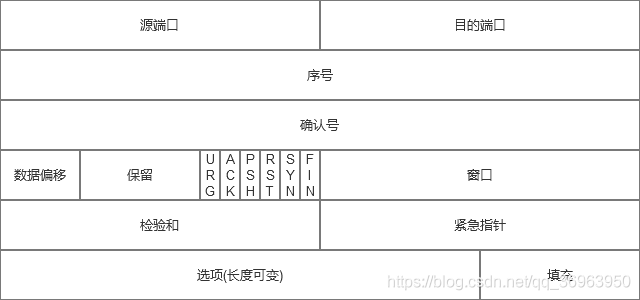 源端口 目的端口
序号
确认号
数据偏移 保留 URG ACK PSH RST SYN FIN 窗口
检验和 紧急指针
选项(长度可变) 填充
https://blog.csdn.net/qq_36963950